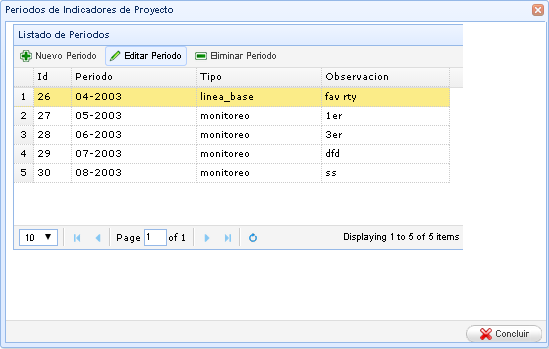 Periodos de Indicadores de Proyecto
Listado de Periodos
Nuevo Periodo Editar Periodo Eliminar Periodo
Id Periodo Tipo Observacion
1 26 04-2003 linea_base fav rty
2 27 05-2003 monitoreo 1er
3 28 06-2003 monitoreo 3er
4 29 07-2003 monitoreo dfd
5 30 08-2003 monitoreo ss
10 Page 1 of 1 Displaying 1 to 5 of 5 items
Concluir